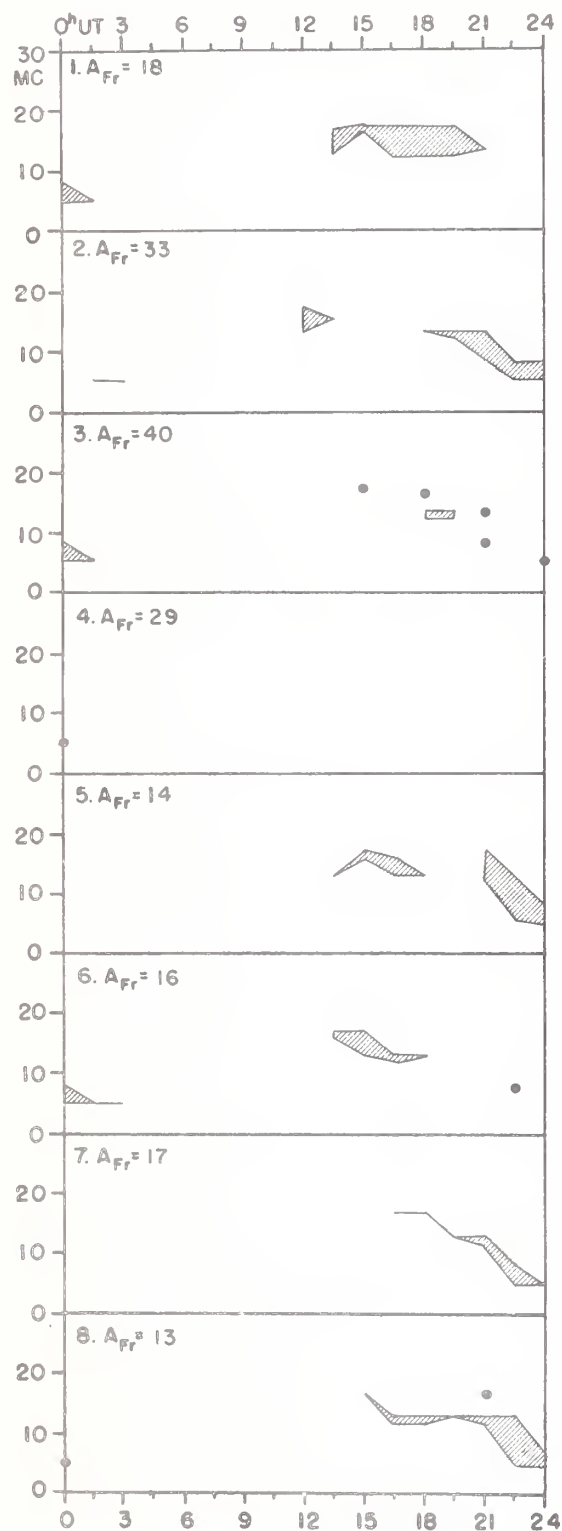 0ʰUT 3 6 9 12 15 18 21 24
30
MC
1. A_Fr = 18
20
10
0
2. A_Fr = 33
20
10
0
3. A_Fr = 40
20
10
0
4. A_Fr = 29
20
10
0
5. A_Fr = 14
20
10
0
6. A_Fr = 16
20
10
0
7. A_Fr = 17
20
10
0
8. A_Fr = 13
20
10
0
0 3 6 9 12 15 18 21 24